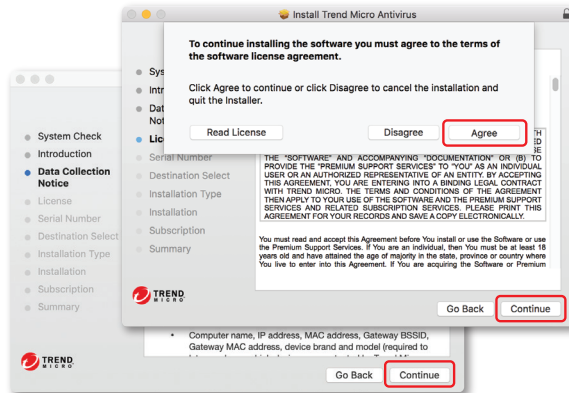 Install Trend Micro Antivirus
To continue installing the software you must agree to the terms of
the software license agreement.
Click Agree to continue or click Disagree to cancel the installation and
quit the Installer.
Read License
Disagree
Agree
Sys
Intr
Dat
Not
Lic
Serial Number
Destination Select
Installation Type
Installation
Subscription
Summary
THE "SOFTWARE" AND ACCOMPANYING "DOCUMENTATION" OR (B) TO
PROVIDE THE "PREMIUM SUPPORT SERVICES" TO "YOU" AS AN INDIVIDUAL
USER OR AN AUTHORIZED REPRESENTATIVE OF AN ENTITY. BY ACCEPTING
THIS AGREEMENT, YOU ARE ENTERING INTO A BINDING LEGAL CONTRACT
WITH TREND MICRO. THE TERMS AND CONDITIONS OF THE AGREEMENT
THEN APPLY TO YOUR USE OF THE SOFTWARE AND THE PREMIUM SUPPORT
SERVICES AND RELATED SUBSCRIPTION SERVICES. PLEASE PRINT THIS
AGREEMENT FOR YOUR RECORDS AND SAVE A COPY ELECTRONICALLY.
You must read and accept this Agreement before You install or use the Software or use
the Premium Support Services. If You are an individual, then You must be at least 18
years old and have attained the age of majority in the state, province or country where
You live to enter into this Agreement. If You are acquiring the Software or Premium
TREND
MICRO
Go Back
Continue
System Check
Introduction
Data Collection
Notice
License
Serial Number
Destination Select
Installation Type
Installation
Subscription
Summary
• Computer name, IP address, MAC address, Gateway BSSID,
Gateway MAC address, device brand and model (required to
TREND
MICRO
Go Back
Continue